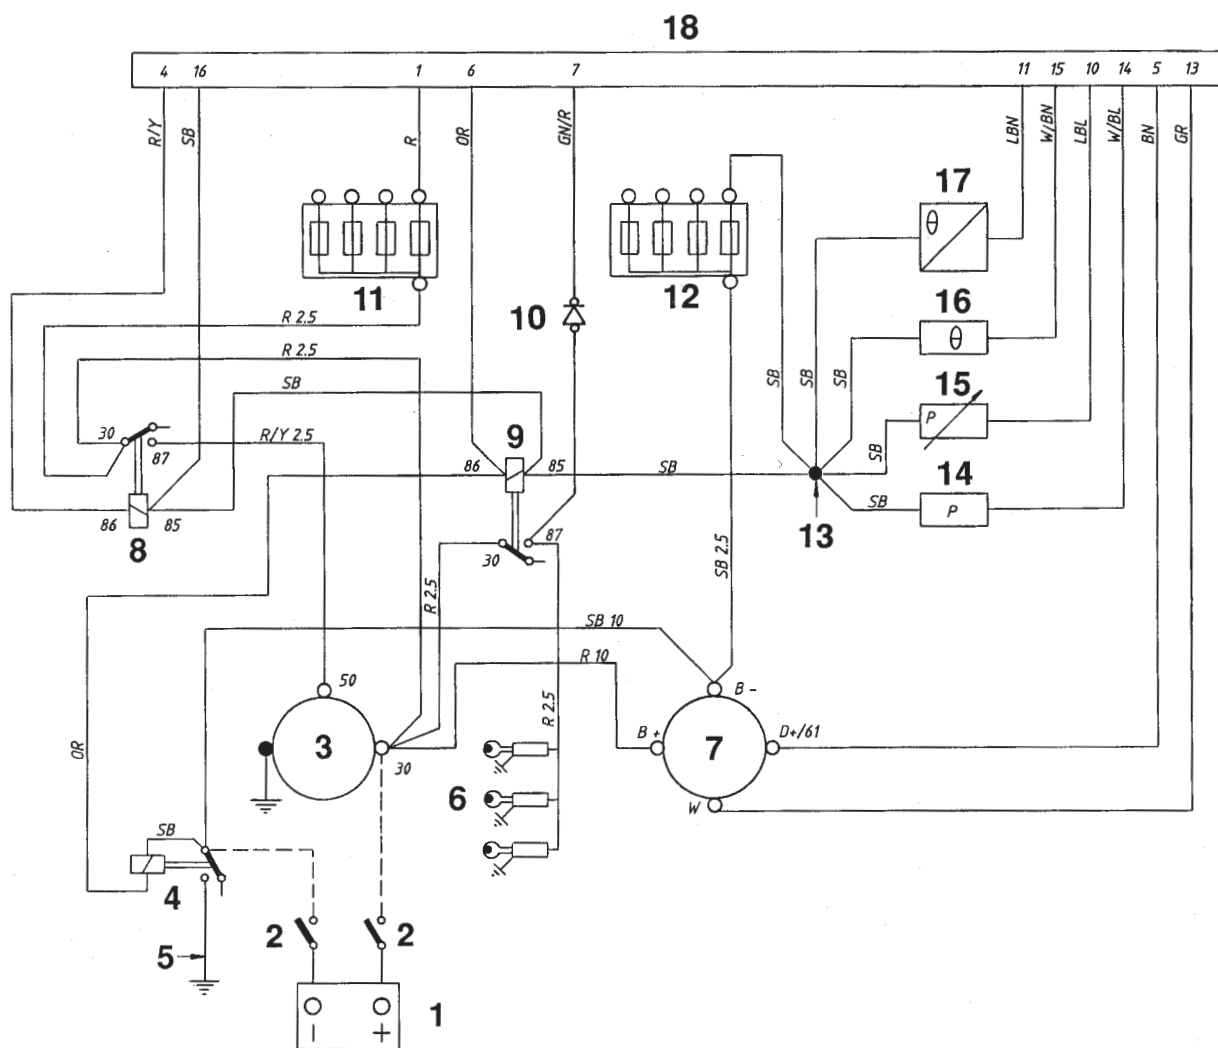 18
4 16 1 6 7 11 15 10 14 5 13
R/Y SB R OR GN/R LBN W/BN LBL W/BL BN GR
17
θ
11 12
10
16
θ
R 2.5
R 2.5
SB SB SB
SB
15
P
30
87
R/Y 2.5
9
86 85 SB
SB
14
SB P
86 85
8
13
87
30
R 2.5
SB 2.5
SB 10
R 10
50
B -
R 2.5
3
30
B + 7 D+/61
OR
6
W
SB
4
2 2
5
1
- +